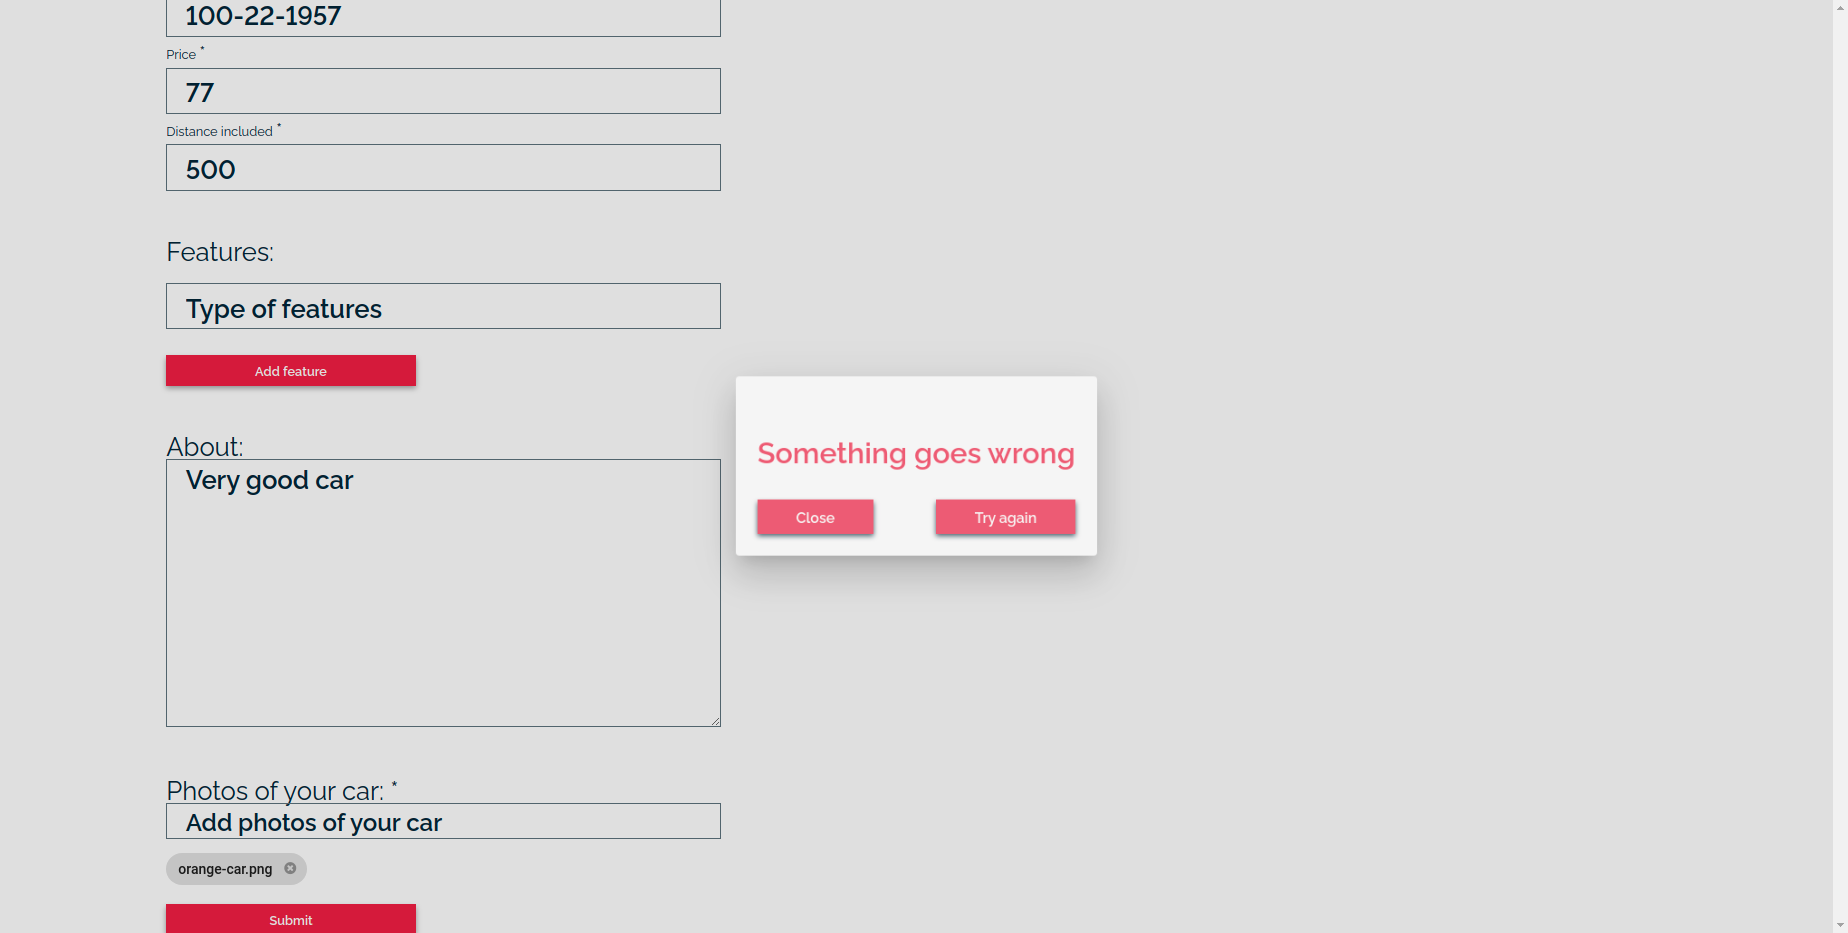 100-22-1957
Price *
77
Distance included *
500
Features:
Type of features
Add feature
About:
Very good car
Photos of your car: *
Add photos of your car
orange-car.png
Submit
Something goes wrong
Close
Try again